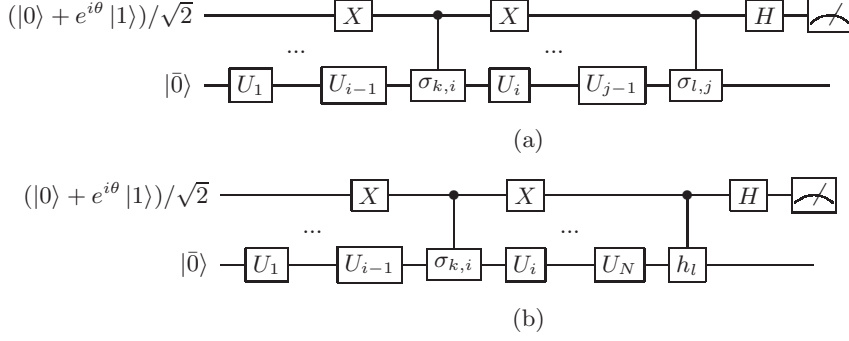 (|0⟩ + e^{iθ} |1⟩)/√2 X X H
... ...
|0̄⟩ U_1 U_{i−1} σ_{k,i} U_i U_{j−1} σ_{l,j}
(a)
(|0⟩ + e^{iθ} |1⟩)/√2 X X H
... ...
|0̄⟩ U_1 U_{i−1} σ_{k,i} U_i U_N h_l
(b)